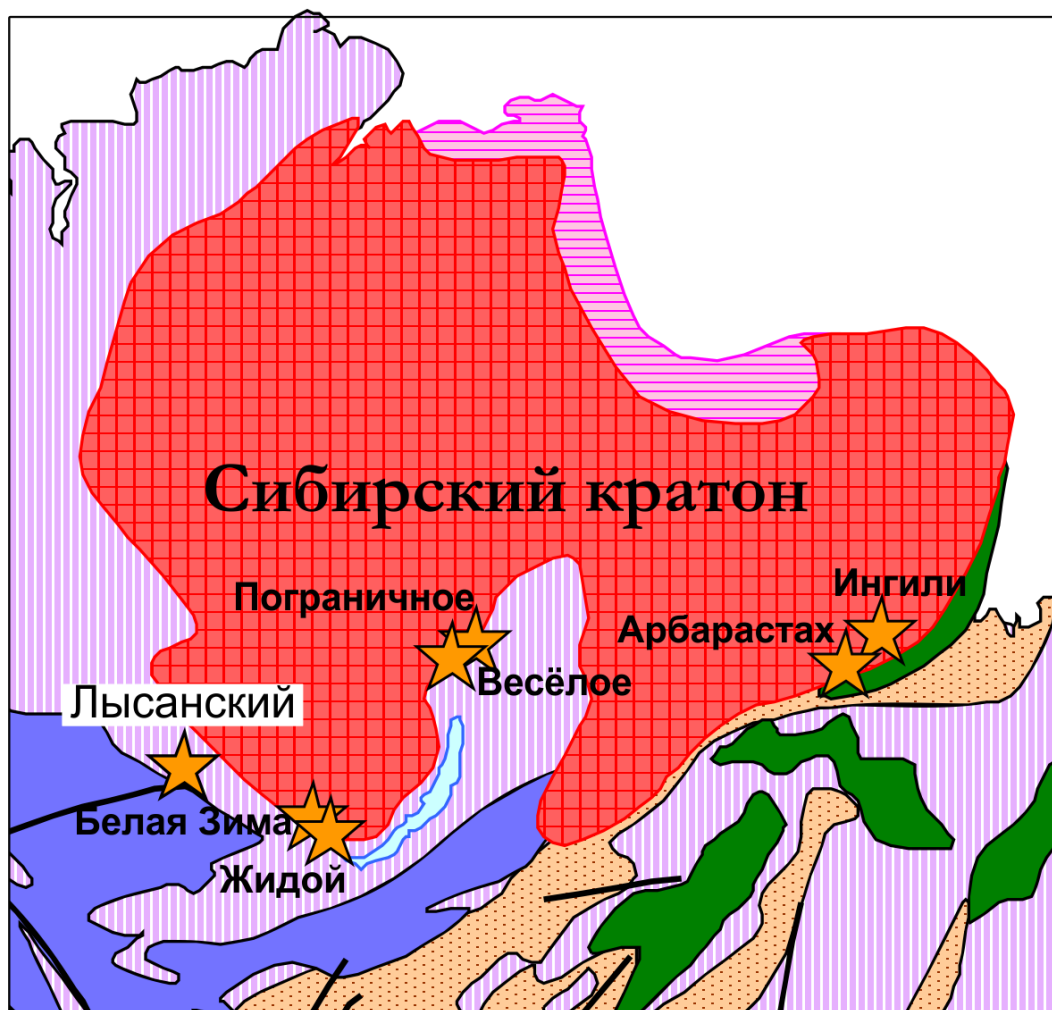 Сибирский кратон
Ингили
Пограничное
Арбарастах
Весёлое
Лысанский
Белая Зима
Жидой